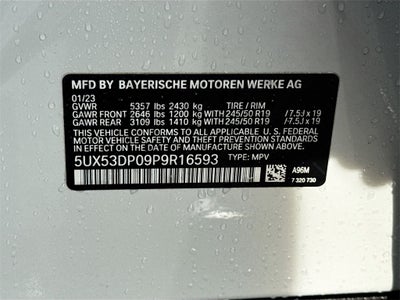 MFD BY BAYERISCHE MOTOREN WERKE AG
01/23
GVWR 5357 lbs 2430 kg TIRE / RIM
GAWR FRONT 2646 lbs 1200 kg 245/50 R19 /7.5J x 19
GAWR REAR 3109 lbs 1410 kg 245/50 R19 /7.5J x 19
THIS VEHICLE CONFORMS TO ALL APPLICABLE U.S. FEDERAL
MOTOR VEHICLE SAFETY, BUMPER, AND THEFT PREVENTION STANDARDS
IN EFFECT ON THE DATE OF MANUFACTURE SHOWN ABOVE.
5UX53DP09P9R16593 TYPE: MPV
A96M
7 320 730